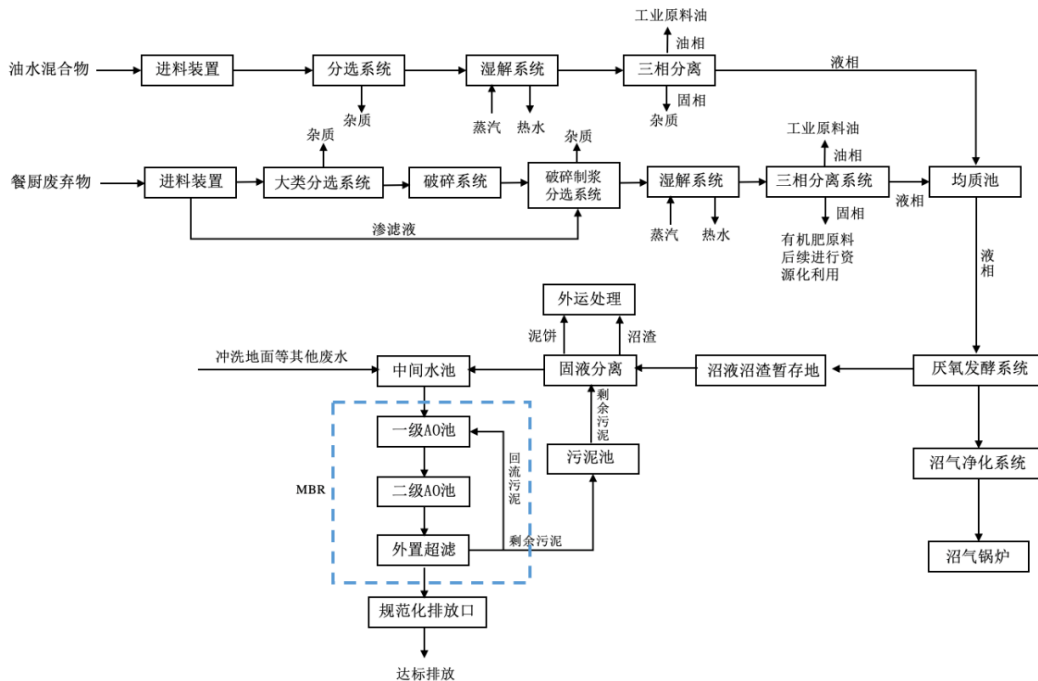 工业原料油
油相
油水混合物
进料装置
分选系统
湿解系统
三相分离
液相
杂质
蒸汽
热水
固相
杂质
杂质
杂质
工业原料油
油相
餐厨废弃物
进料装置
大类分选系统
破碎系统
破碎制浆
分选系统
湿解系统
三相分离系统
液相
均质池
渗滤液
蒸汽
热水
固相
有机肥原料
后续进行资
源化利用
液相
外运处理
泥饼
沼渣
冲洗地面等其他废水
中间水池
固液分离
沼液沼渣暂存地
厌氧发酵系统
剩余污泥
一级AO池
回流污泥
污泥池
沼气净化系统
MBR
二级AO池
外置超滤
剩余污泥
沼气锅炉
规范化排放口
达标排放